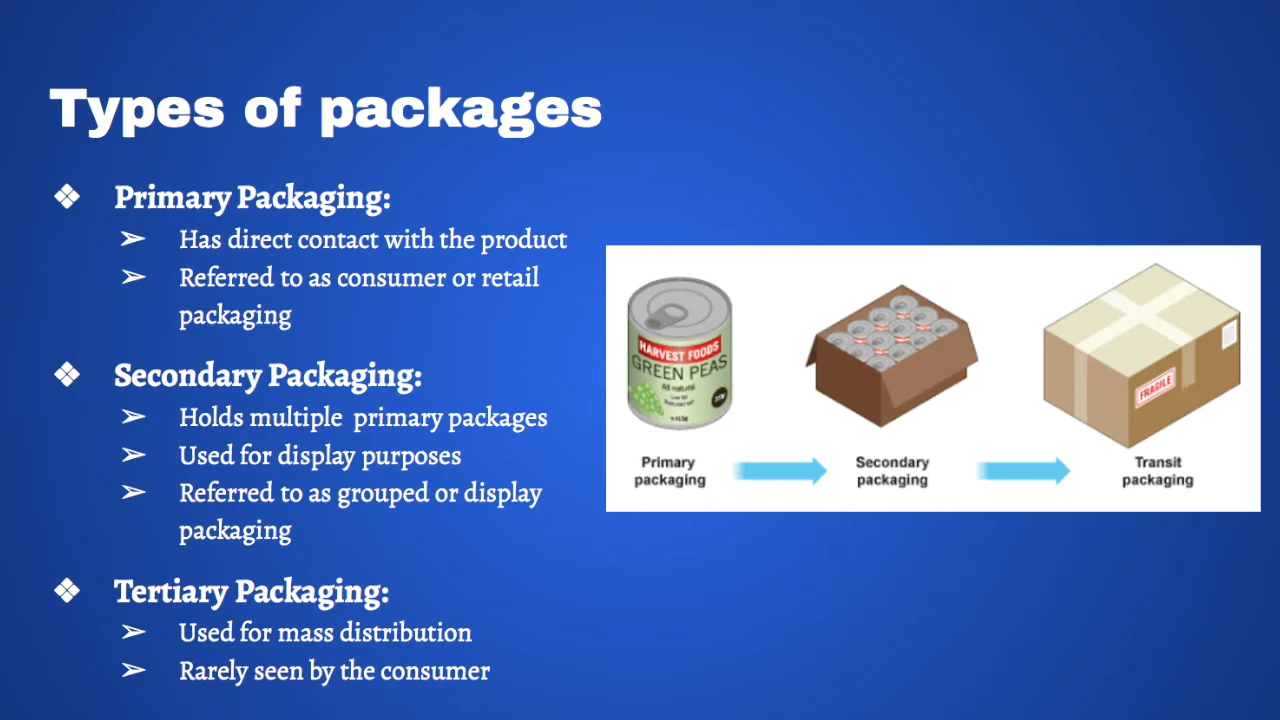 Types of packages
❖ Primary Packaging:
➢ Has direct contact with the product
➢ Referred to as consumer or retail
packaging
❖ Secondary Packaging:
➢ Holds multiple  primary packages
➢ Used for display purposes
➢ Referred to as grouped or display
packaging
❖ Tertiary Packaging:
➢ Used for mass distribution
➢ Rarely seen by the consumer
HARVEST FOODS
GREEN PEAS
All natural
FRAGILE
Primary
packaging
Secondary
packaging
Transit
packaging